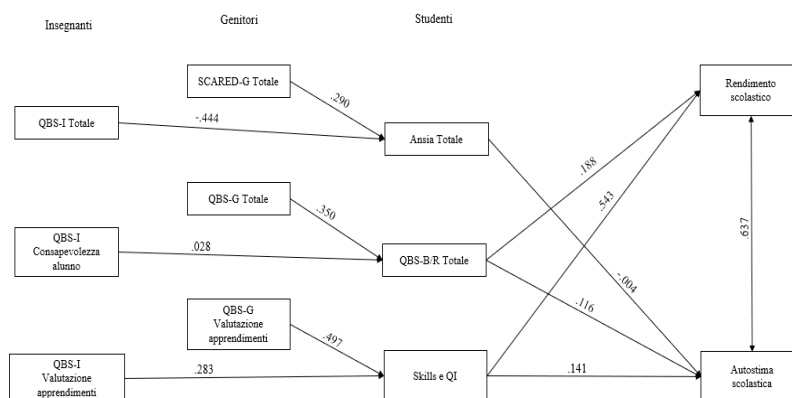 Insegnanti
Genitori
Studenti
SCARED-G Totale
Rendimento
scolastico
.290
QBS-I Totale
-.444
Ansia Totale
.188
QBS-G Totale
.350
.543
QBS-I
Consapevolezza
alunno
.028
QBS-B/R Totale
.637
-.004
.116
QBS-G
Valutazione
apprendimenti
.497
QBS-I
Valutazione
apprendimenti
.283
Skills e QI
.141
Autostima
scolastica